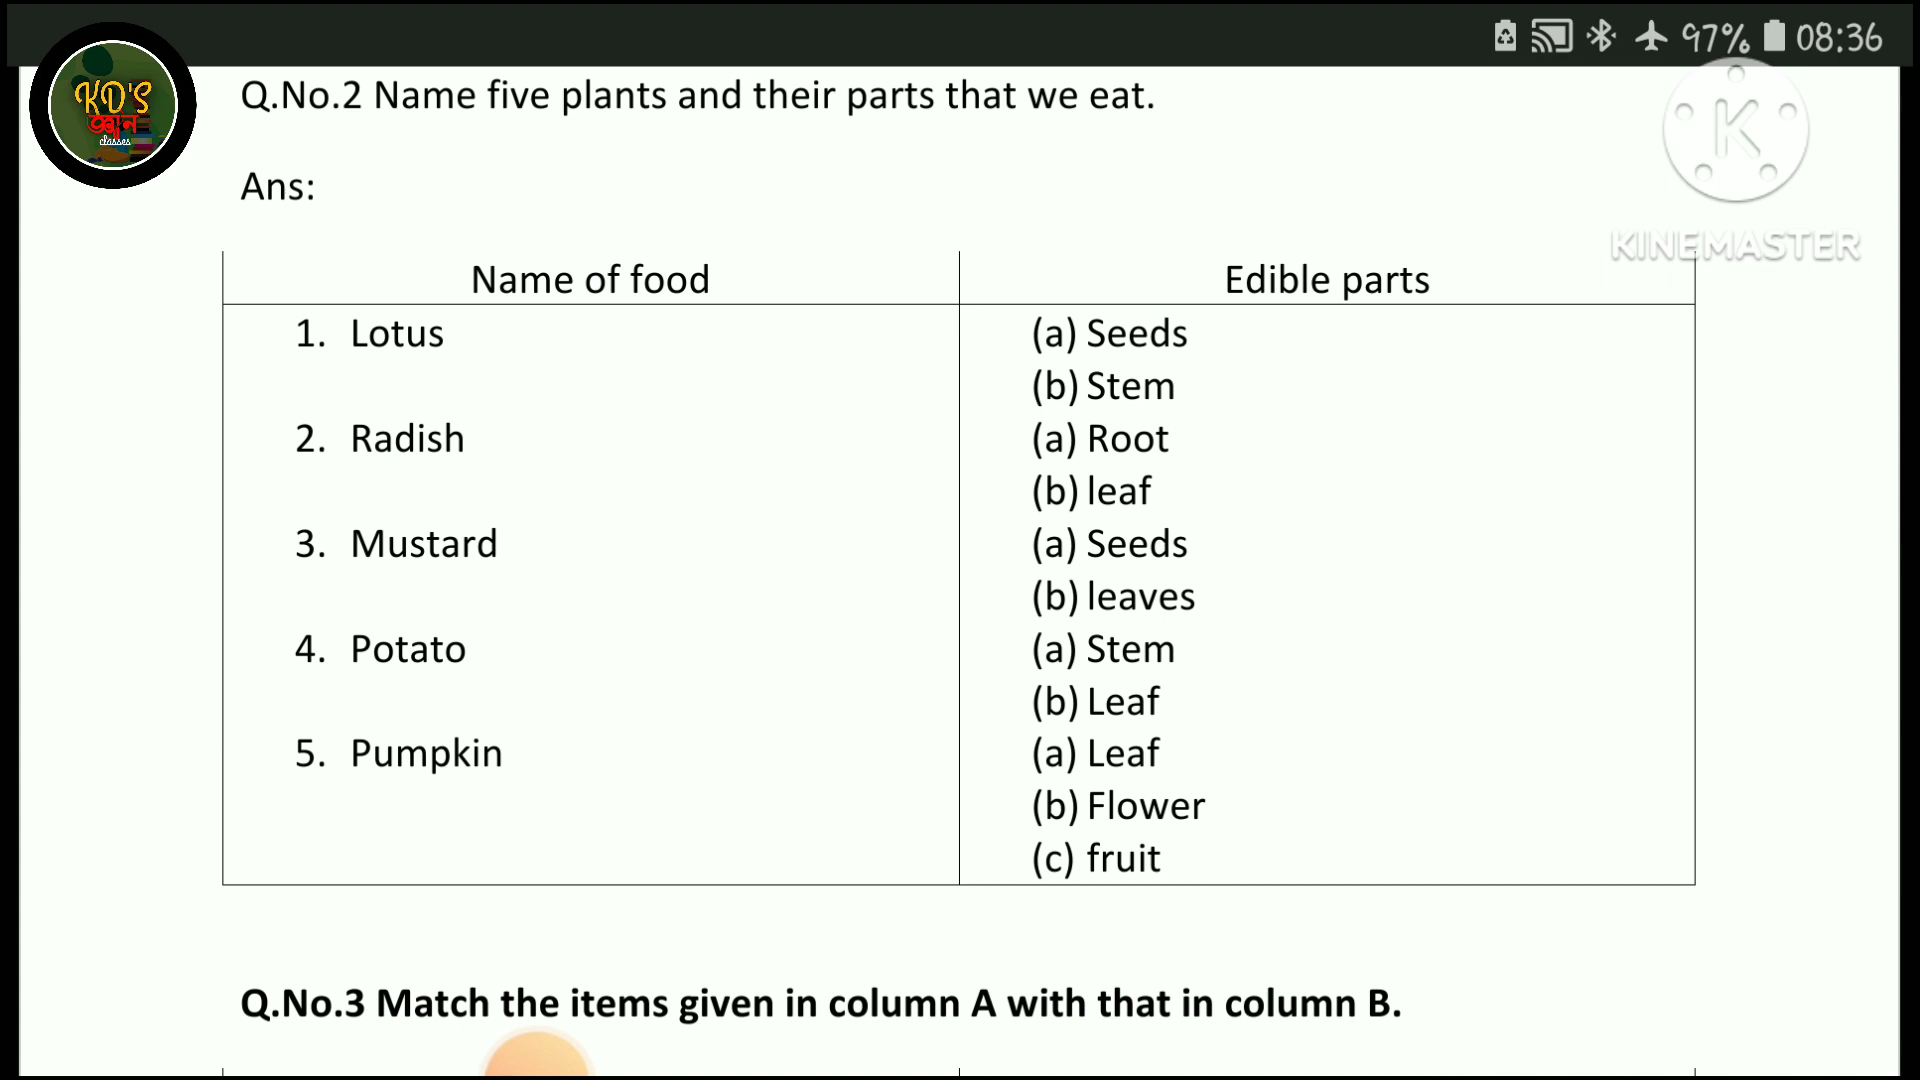 97% 08:36
KD'S
জ্ঞান
classes
Q.No.2 Name five plants and their parts that we eat.
K
KINEMASTER
Ans:
Name of food Edible parts
1. Lotus (a) Seeds
(b) Stem
2. Radish (a) Root
(b) leaf
3. Mustard (a) Seeds
(b) leaves
4. Potato (a) Stem
(b) Leaf
5. Pumpkin (a) Leaf
(b) Flower
(c) fruit
Q.No.3 Match the items given in column A with that in column B.